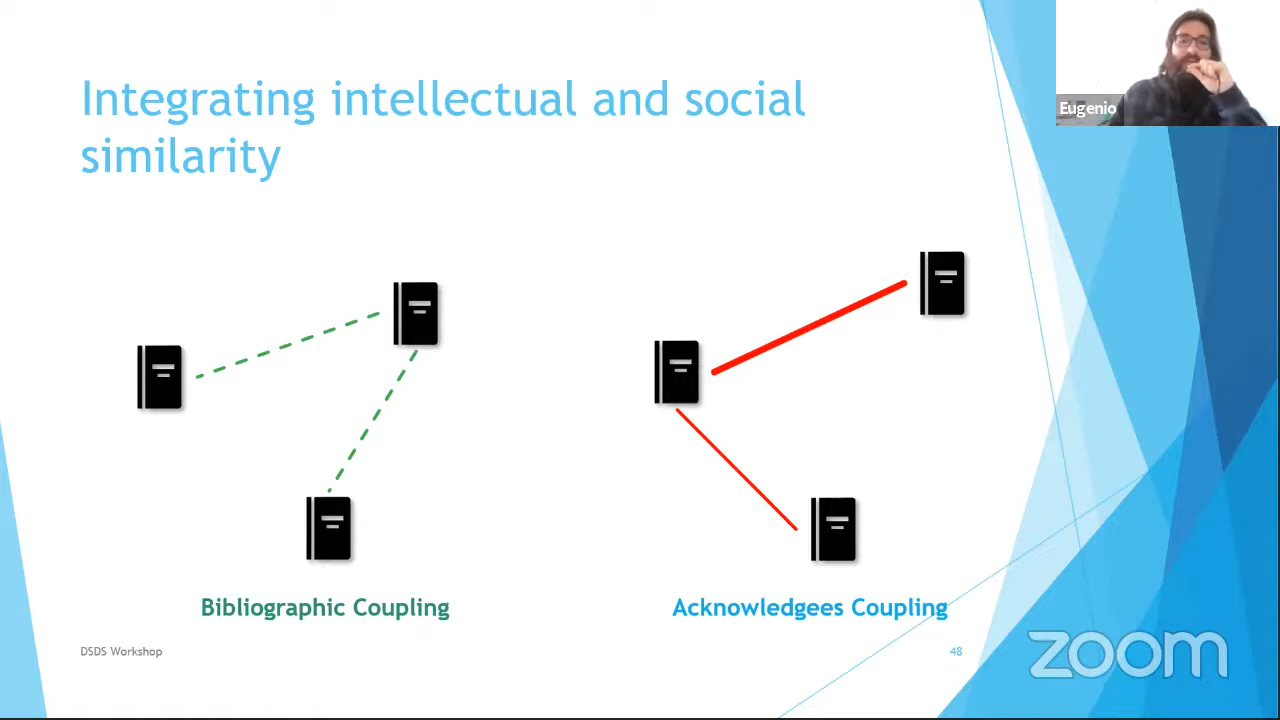 Integrating intellectual and social
similarity
Eugenio
Bibliographic Coupling
Acknowledgees Coupling
DSDS Workshop
48
zoom